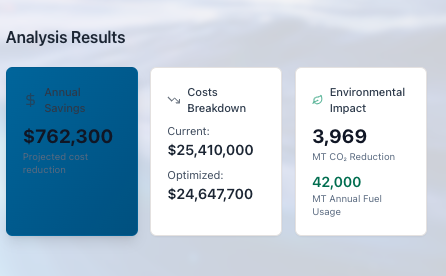 Analysis Results
Annual
Savings
$762,300
Projected cost
reduction
Costs
Breakdown
Current:
$25,410,000
Optimized:
$24,647,700
Environmental
Impact
3,969
MT CO₂ Reduction
42,000
MT Annual Fuel
Usage